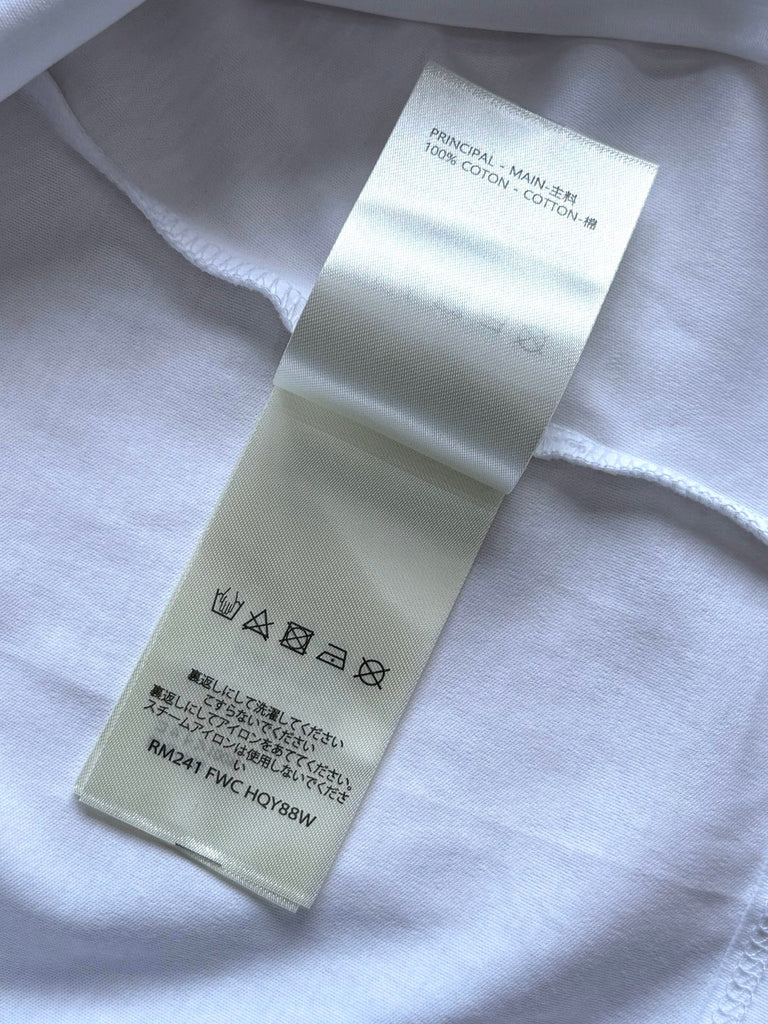 PRINCIPAL - MAIN-主料
100% COTON - COTTON-棉
裏返しにして洗濯してください
こすらないでください
裏返しにしてアイロンをあててください。
スチームアイロンは使用しないでくださ
い
RM241 FWC HQY88W